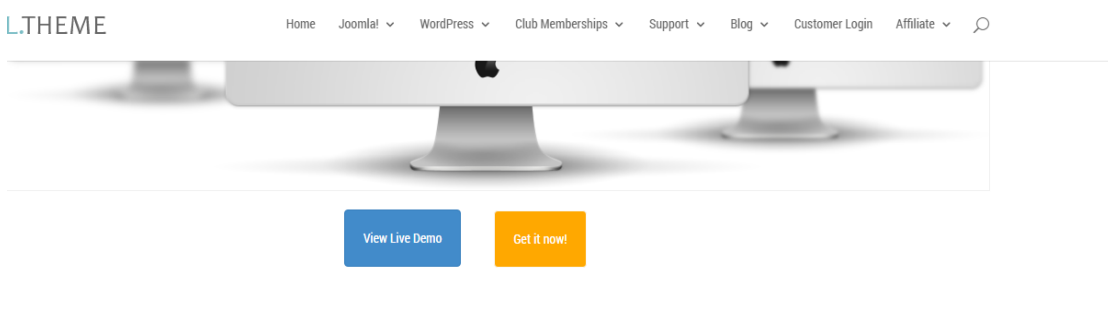 L.THEME
Home Joomla! WordPress Club Memberships Support Blog Customer Login Affiliate
View Live Demo Get it now!